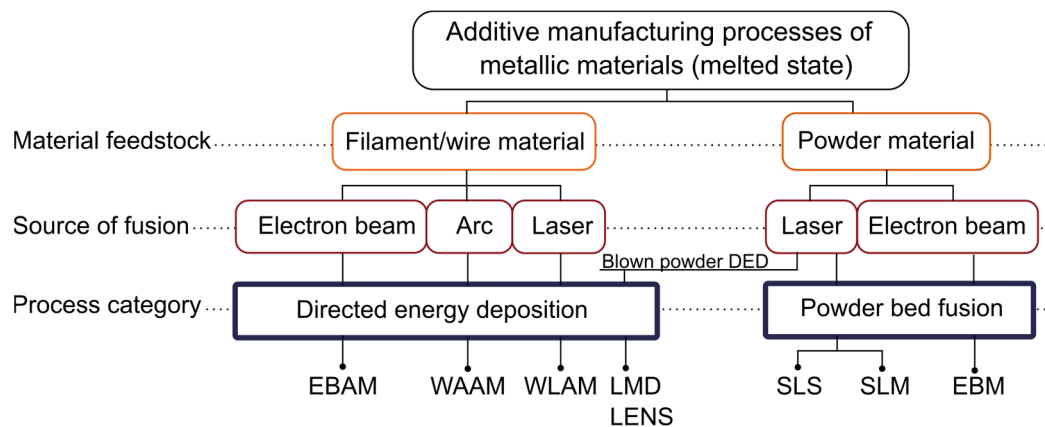 Additive manufacturing processes of
metallic materials (melted state)
Material feedstock
Filament/wire material
Powder material
Source of fusion
Electron beam
Arc
Laser
Laser
Electron beam
Blown powder DED
Process category
Directed energy deposition
Powder bed fusion
EBAM
WAAM
WLAM
LMD
LENS
SLS
SLM
EBM